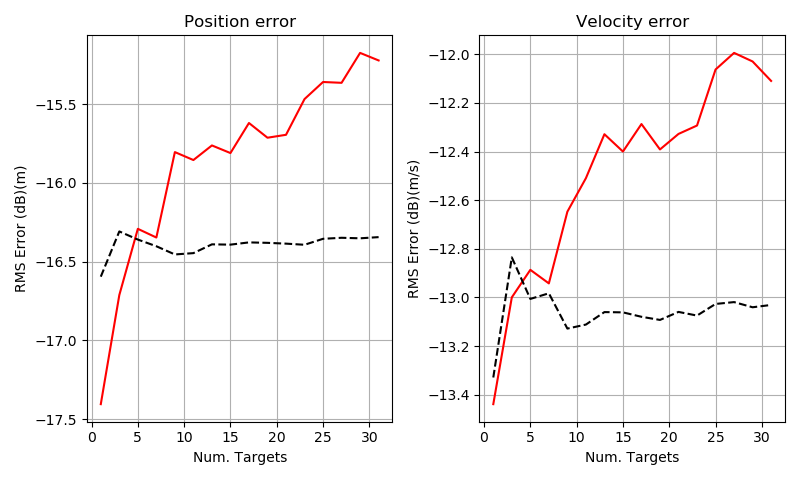 Position error
RMS Error (dB)(m)
−15.5
−16.0
−16.5
−17.0
−17.5
0 5 10 15 20 25 30
Num. Targets
Velocity error
RMS Error (dB)(m/s)
−12.0
−12.2
−12.4
−12.6
−12.8
−13.0
−13.2
−13.4
0 5 10 15 20 25 30
Num. Targets